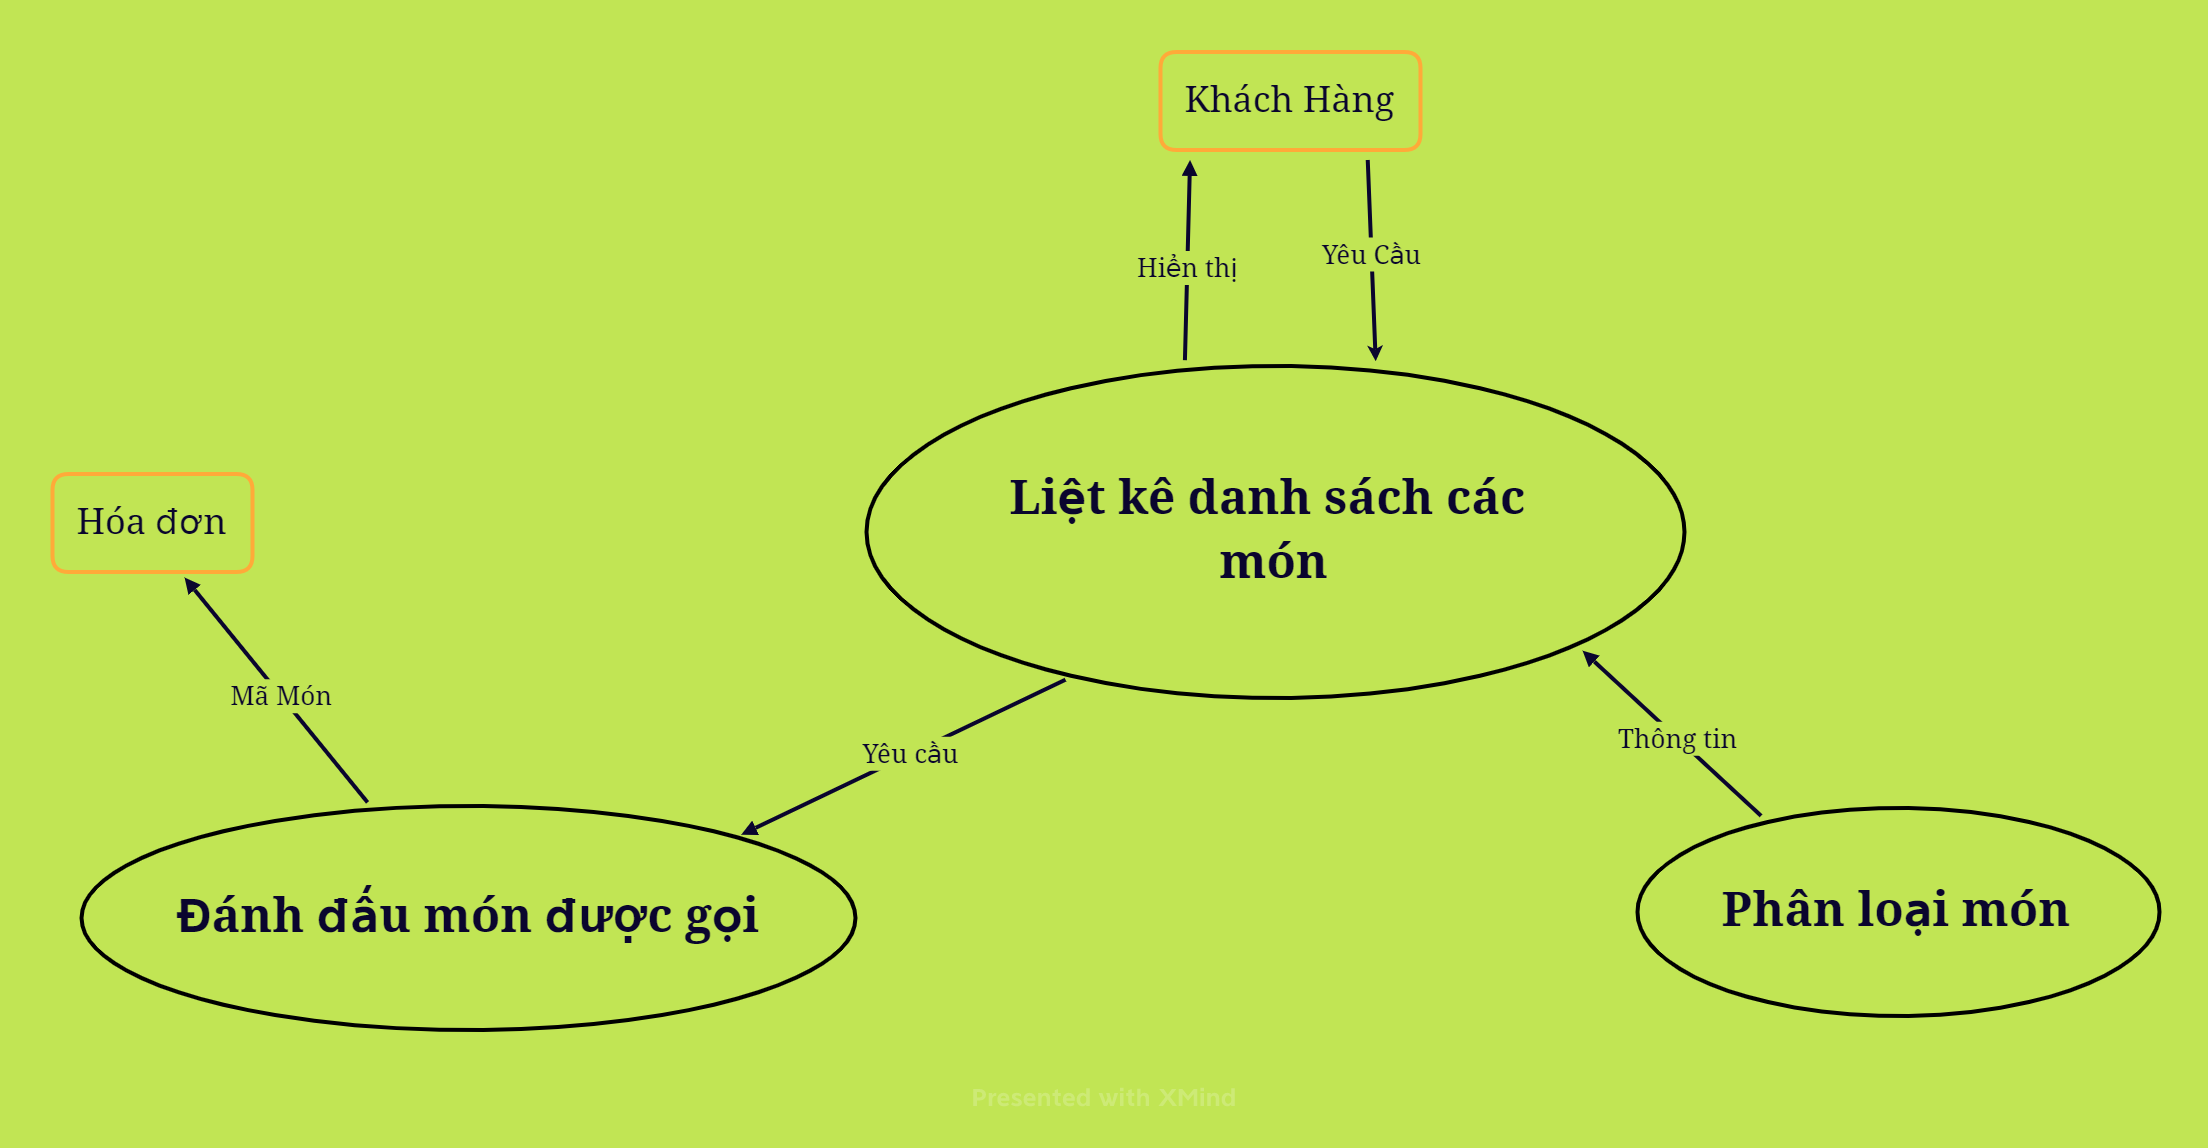 Khách Hàng
Hiển thị
Yêu Cầu
Liệt kê danh sách các
món
Hóa đơn
Mã Món
Yêu cầu
Thông tin
Đánh đấu món được gọi
Phân loại món
Presented with XMind